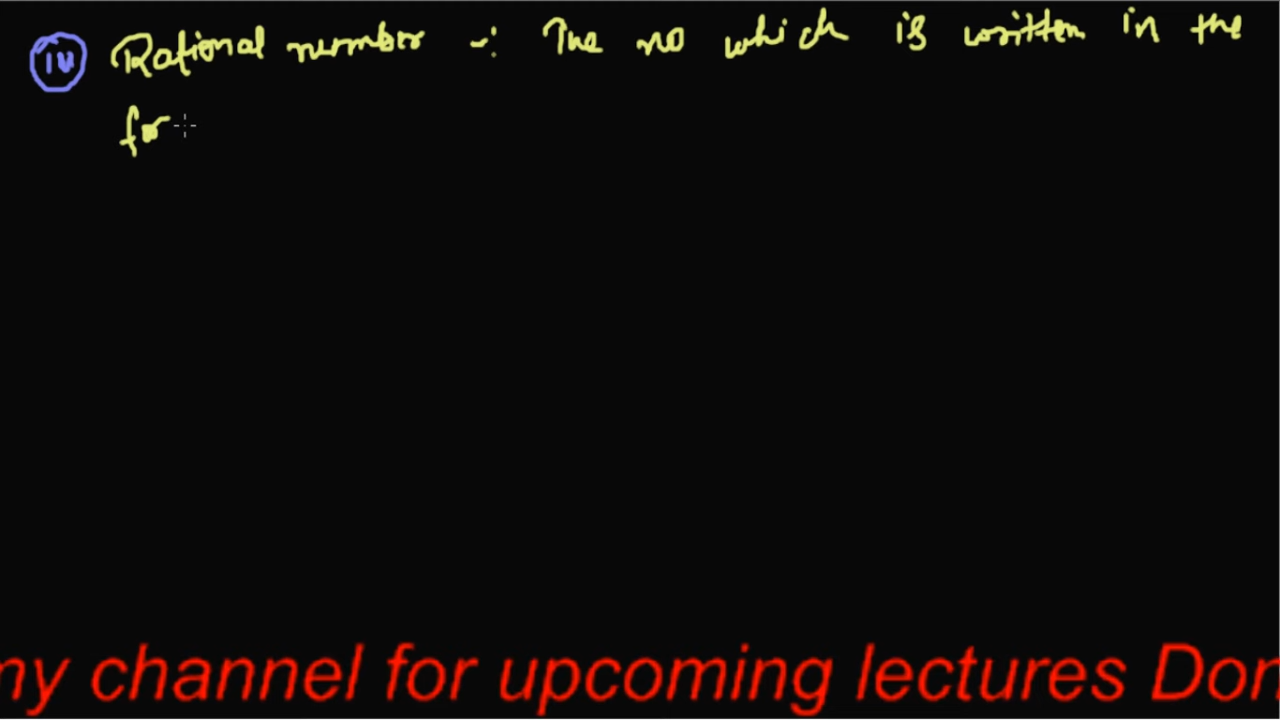 (iv) Rational number -: The no which is written in the
for
my channel for upcoming lectures Don